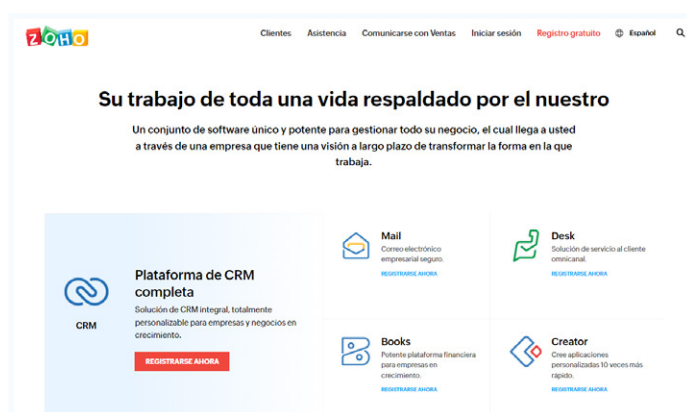 ZOHO
Clientes Asistencia Comunicarse con Ventas Iniciar sesión Registro gratuito Español
Su trabajo de toda una vida respaldado por el nuestro
Un conjunto de software único y potente para gestionar todo su negocio, el cual llega a usted
a través de una empresa que tiene una visión a largo plazo de transformar la forma en la que
trabaja.
CRM
Plataforma de CRM
completa
Solución de CRM integral, totalmente
personalizable para empresas y negocios en
crecimiento.
REGISTRARSE AHORA
Mail
Correo electrónico
empresarial seguro.
REGISTRARSE AHORA
Desk
Solución de servicio al cliente
omnicanal.
REGISTRARSE AHORA
Books
Potente plataforma financiera
para empresas en
crecimiento.
REGISTRARSE AHORA
Creator
Cree aplicaciones
personalizadas 10 veces más
rápido.
REGISTRARSE AHORA